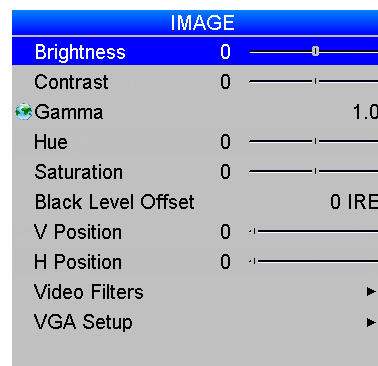 IMAGE
Brightness 0
Contrast 0
Gamma 1.0
Hue 0
Saturation 0
Black Level Offset 0 IRE
V Position 0
H Position 0
Video Filters
VGA Setup